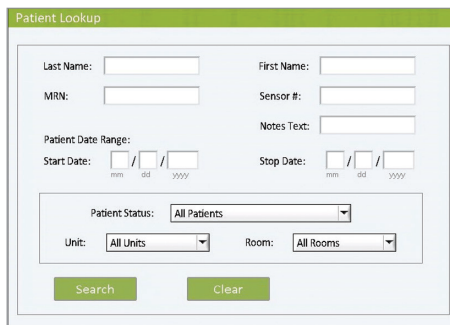 Patient Lookup
Last Name: First Name:
MRN: Sensor #:
Notes Text:
Patient Date Range:
Start Date: / / Stop Date: / /
mm dd yyyy mm dd yyyy
Patient Status: All Patients
Unit: All Units Room: All Rooms
Search Clear